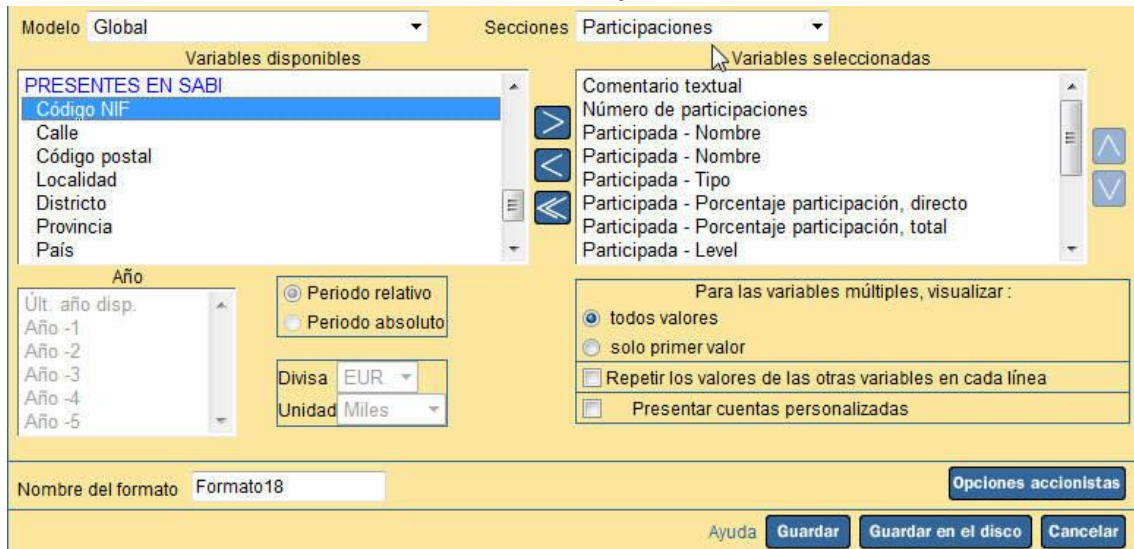 Modelo Global Secciones Participaciones
Variables disponibles
PRESENTES EN SABI
Código NIF
Calle
Código postal
Localidad
Districto
Provincia
País
>
<
<<
Variables seleccionadas
Comentario textual
Número de participaciones
Participada - Nombre
Participada - Nombre
Participada - Tipo
Participada - Porcentaje participación, directo
Participada - Porcentaje participación, total
Participada - Level
Año
Últ. año disp.
Año -1
Año -2
Año -3
Año -4
Año -5
Periodo relativo
Periodo absoluto
Divisa EUR
Unidad Miles
Para las variables múltiples, visualizar :
todos valores
solo primer valor
Repetir los valores de las otras variables en cada línea
Presentar cuentas personalizadas
Nombre del formato Formato18
Opciones accionistas
Ayuda Guardar Guardar en el disco Cancelar